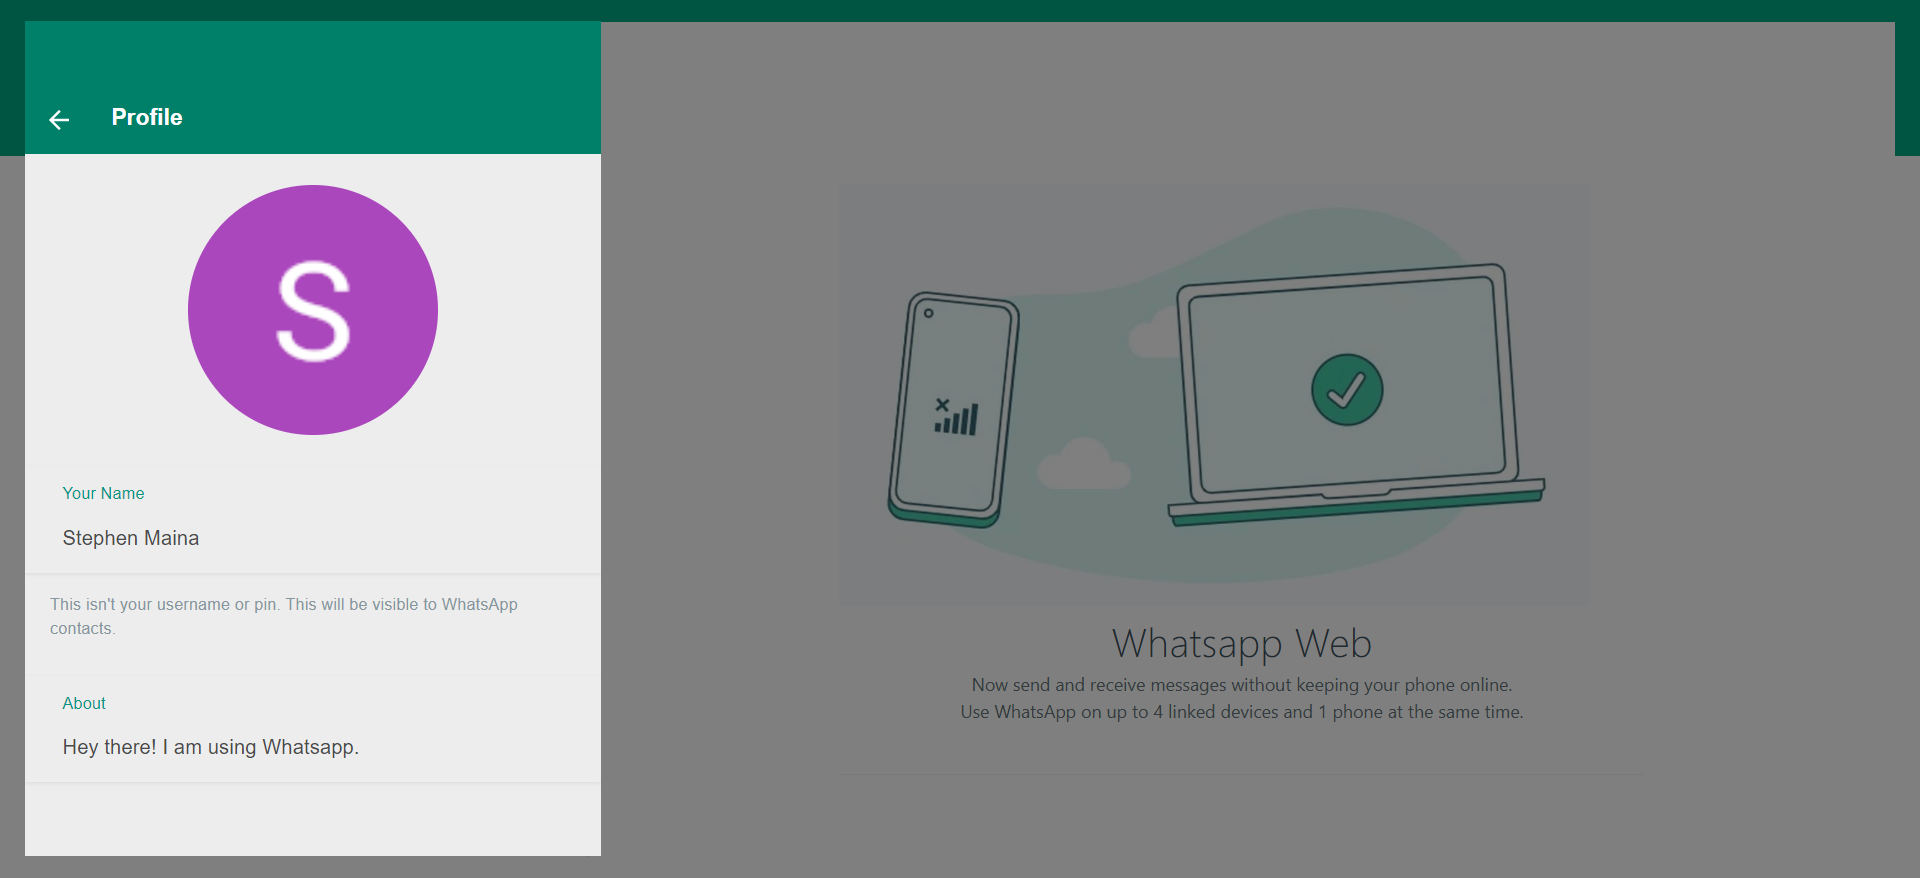 Profile
S
Your Name
Stephen Maina
This isn't your username or pin. This will be visible to WhatsApp
contacts.
About
Hey there! I am using Whatsapp.
Whatsapp Web
Now send and receive messages without keeping your phone online.
Use WhatsApp on up to 4 linked devices and 1 phone at the same time.